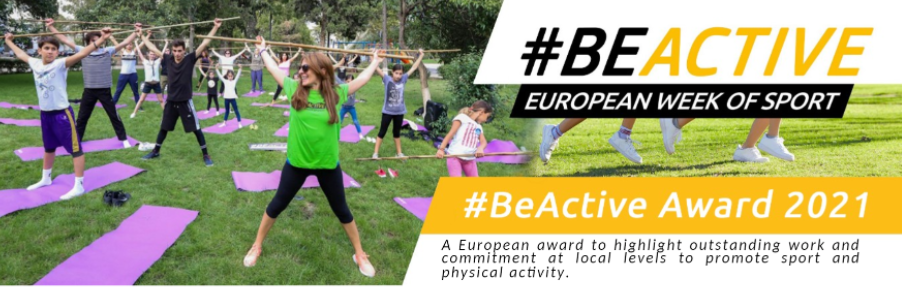 #BEACTIVE
EUROPEAN WEEK OF SPORT
#BeActive Award 2021
A European award to highlight outstanding work and
commitment at local levels to promote sport and
physical activity.